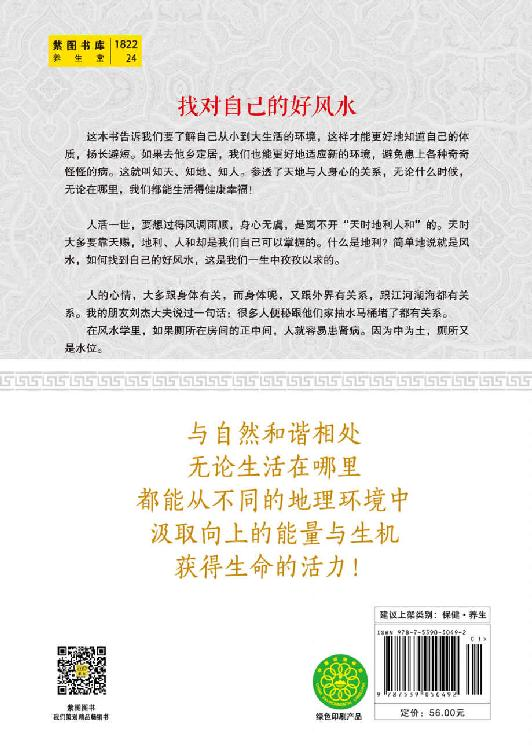 紫图书库
养生堂
1822
24
找对自己的好风水
这本书告诉我们要了解自己从小到大生活的环境，这样才能更好地知道自己的体
质，扬长避短。如果去他乡定居，我们也能更好地适应新的环境，避免患上各种奇奇
怪怪的病。这就叫知天、知地、知人。参透了天地与人身心的关系，无论什么时候，
无论在哪里，我们都能生活得健康幸福！
人活一世，要想过得风调雨顺，身心无虞，是离不开“天时地利人和”的。天时
大多要靠天赐，地利、人和却是我们自己可以掌握的。什么是地利？简单地说就是风
水，如何找到自己的好风水，这是我们一生中孜孜以求的。
人的心情，大多跟身体有关，而身体呢，又跟外界有关系，跟江河湖海都有关
系。我的朋友刘杰大夫说过一句话：很多人便秘跟他们家抽水马桶堵了都有关系。
在风水学里，如果厕所在房间的正中间，人就容易患肾病。因为中为土，厕所又
是水位。
与自然和谐相处
无论生活在哪里
都能从不同的地理环境中
汲取向上的能量与生机
获得生命的活力！
紫图图书
我们策划精品畅销书
绿色印刷产品
建议上架类别：保健·养生
ISBN 978-7-5390-5049-2
01>
9 787539 050492
定价：56.00元